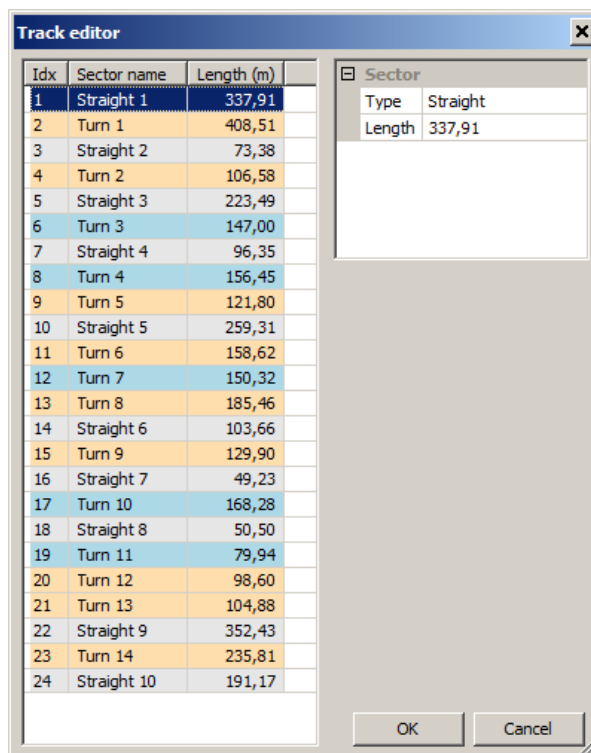 Track editor
Idx Sector name Length (m)
1 Straight 1 337,91
2 Turn 1 408,51
3 Straight 2 73,38
4 Turn 2 106,58
5 Straight 3 223,49
6 Turn 3 147,00
7 Straight 4 96,35
8 Turn 4 156,45
9 Turn 5 121,80
10 Straight 5 259,31
11 Turn 6 158,62
12 Turn 7 150,32
13 Turn 8 185,46
14 Straight 6 103,66
15 Turn 9 129,90
16 Straight 7 49,23
17 Turn 10 168,28
18 Straight 8 50,50
19 Turn 11 79,94
20 Turn 12 98,60
21 Turn 13 104,88
22 Straight 9 352,43
23 Turn 14 235,81
24 Straight 10 191,17
Sector
Type Straight
Length 337,91
OK Cancel